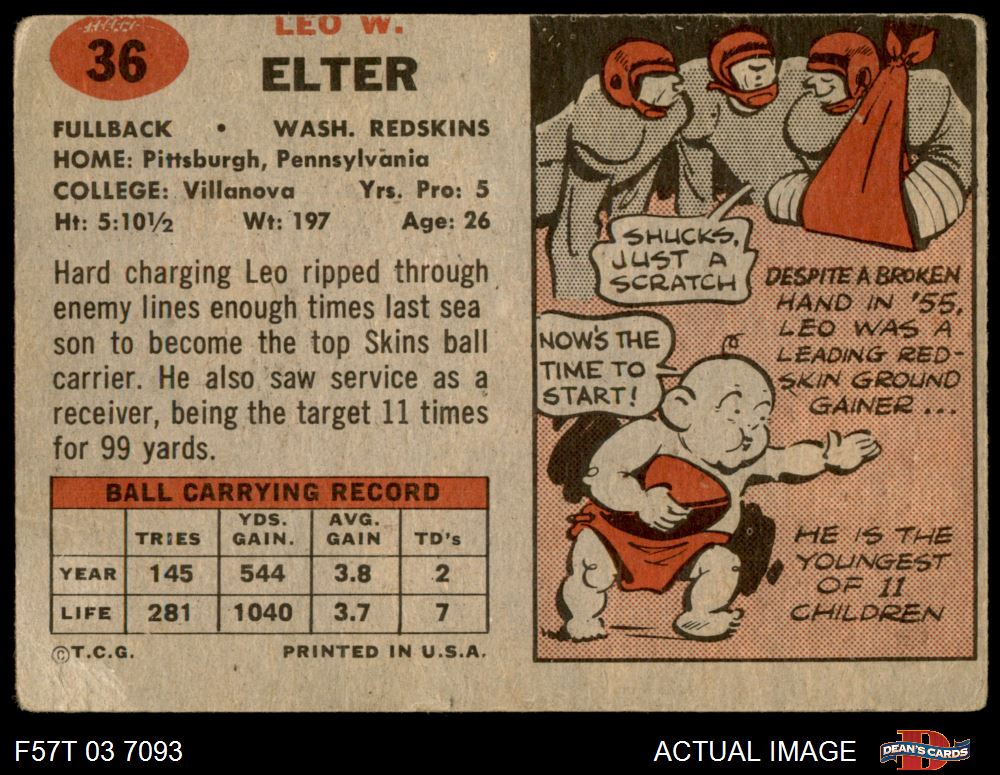 36
LEO W.
ELTER
FULLBACK • WASH. REDSKINS
HOME: Pittsburgh, Pennsylvania
COLLEGE: Villanova Yrs. Pro: 5
Ht: 5:10½ Wt: 197 Age: 26
Hard charging Leo ripped through
enemy lines enough times last sea
son to become the top Skins ball
carrier. He also saw service as a
receiver, being the target 11 times
for 99 yards.
BALL CARRYING RECORD
TRIES YDS. GAIN. AVG. GAIN TD's
YEAR 145 544 3.8 2
LIFE 281 1040 3.7 7
©T.C.G. PRINTED IN U.S.A.
SHUCKS,
JUST A
SCRATCH
DESPITE A BROKEN
HAND IN '55,
LEO WAS A
LEADING RED-
SKIN GROUND
GAINER ...
NOW'S THE
TIME TO
START!
HE IS THE
YOUNGEST
OF 11
CHILDREN
F57T 03 7093
ACTUAL IMAGE
D
DEAN'S CARDS